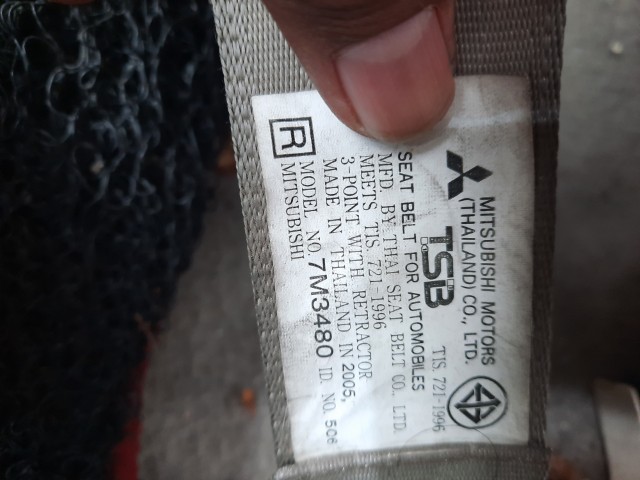 MITSUBISHI MOTORS
(THAILAND) CO., LTD.
TSB
TIS. 721-1996
SEAT BELT FOR AUTOMOBILES
MFD. BY THAI SEAT BELT CO. LTD.
MEETS TIS. 721 1996
3-POINT WITH RETRACTOR
MADE IN THAILAND IN 2005,
R MODEL NO. 7M3480 ID. NO. 5C6
MITSUBISHI